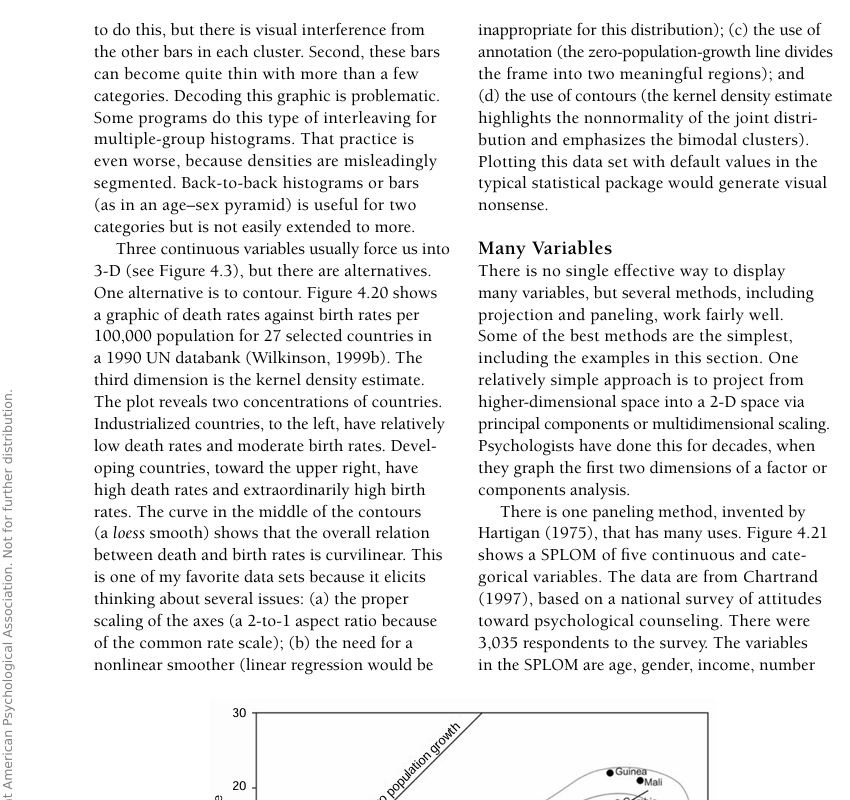 to do this, but there is visual interference from
the other bars in each cluster. Second, these bars
can become quite thin with more than a few
categories. Decoding this graphic is problematic.
Some programs do this type of interleaving for
multiple-group histograms. That practice is
even worse, because densities are misleadingly
segmented. Back-to-back histograms or bars
(as in an age–sex pyramid) is useful for two
categories but is not easily extended to more.
Three continuous variables usually force us into
3-D (see Figure 4.3), but there are alternatives.
One alternative is to contour. Figure 4.20 shows
a graphic of death rates against birth rates per
100,000 population for 27 selected countries in
a 1990 UN databank (Wilkinson, 1999b). The
third dimension is the kernel density estimate.
The plot reveals two concentrations of countries.
Industrialized countries, to the left, have relatively
low death rates and moderate birth rates. Devel-
oping countries, toward the upper right, have
high death rates and extraordinarily high birth
rates. The curve in the middle of the contours
(a loess smooth) shows that the overall relation
between death and birth rates is curvilinear. This
is one of my favorite data sets because it elicits
thinking about several issues: (a) the proper
scaling of the axes (a 2-to-1 aspect ratio because
of the common rate scale); (b) the need for a
nonlinear smoother (linear regression would be
inappropriate for this distribution); (c) the use of
annotation (the zero-population-growth line divides
the frame into two meaningful regions); and
(d) the use of contours (the kernel density estimate
highlights the nonnormality of the joint distri-
bution and emphasizes the bimodal clusters).
Plotting this data set with default values in the
typical statistical package would generate visual
nonsense.
Many Variables
There is no single effective way to display
many variables, but several methods, including
projection and paneling, work fairly well.
Some of the best methods are the simplest,
including the examples in this section. One
relatively simple approach is to project from
higher-dimensional space into a 2-D space via
principal components or multidimensional scaling.
Psychologists have done this for decades, when
they graph the first two dimensions of a factor or
components analysis.
There is one paneling method, invented by
Hartigan (1975), that has many uses. Figure 4.21
shows a SPLOM of five continuous and cate-
gorical variables. The data are from Chartrand
(1997), based on a national survey of attitudes
toward psychological counseling. There were
3,035 respondents to the survey. The variables
in the SPLOM are age, gender, income, number
30
population growth
Guinea
Mali
20
American Psychological Association. Not for further distribution.